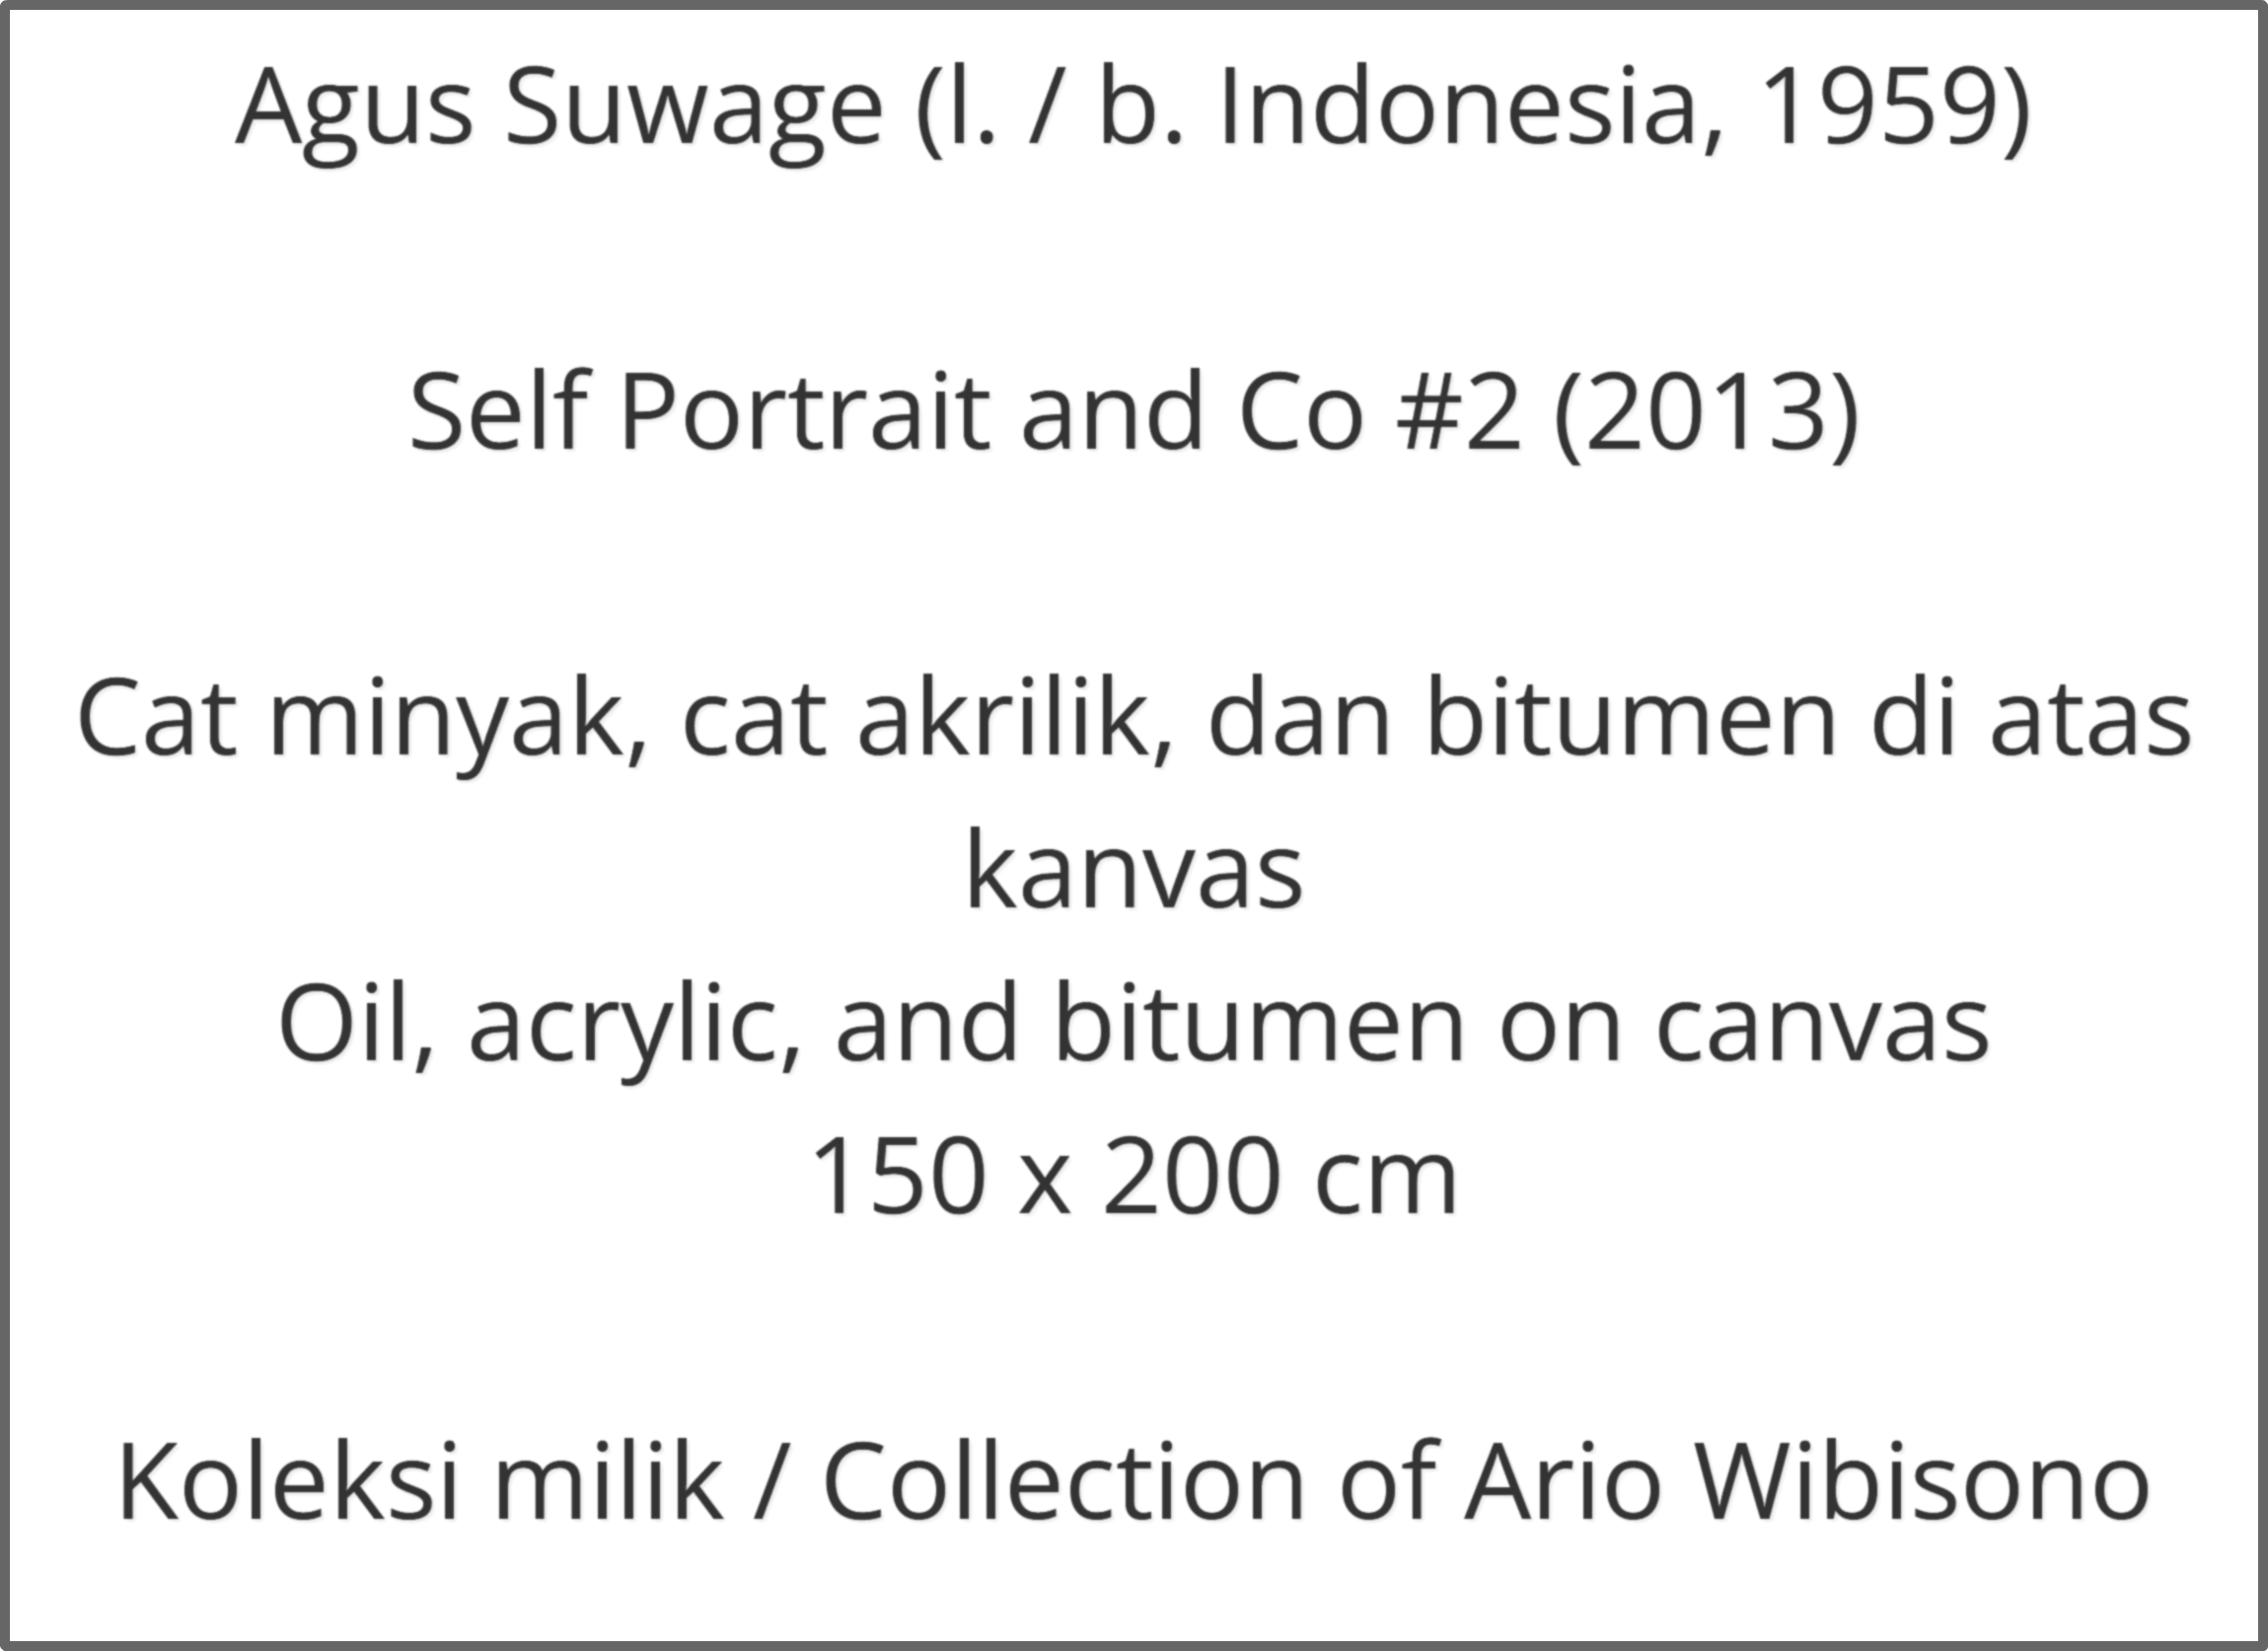 Agus Suwage (l. / b. Indonesia, 1959)
Self Portrait and Co #2 (2013)
Cat minyak, cat akrilik, dan bitumen di atas
kanvas
Oil, acrylic, and bitumen on canvas
150 x 200 cm
Koleksi milik / Collection of Ario Wibisono